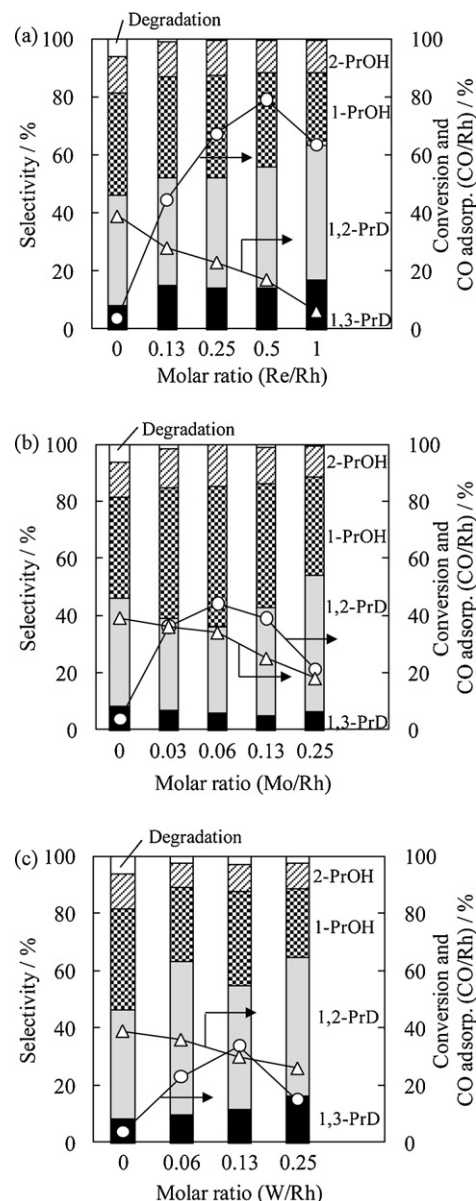 (a)
Degradation
100
80
60
40
20
0
Selectivity / %
2-PrOH
1-PrOH
1,2-PrD
1,3-PrD
100
80
60
40
20
0
Conversion and
CO adsorp. (CO/Rh) / %
0 0.13 0.25 0.5 1
Molar ratio (Re/Rh)
(b)
Degradation
100
80
60
40
20
0
Selectivity / %
2-PrOH
1-PrOH
1,2-PrD
1,3-PrD
100
80
60
40
20
0
Conversion and
CO adsorp. (CO/Rh) / %
0 0.03 0.06 0.13 0.25
Molar ratio (Mo/Rh)
(c)
Degradation
100
80
60
40
20
0
Selectivity / %
2-PrOH
1-PrOH
1,2-PrD
1,3-PrD
100
80
60
40
20
0
Conversion and
CO adsorp. (CO/Rh) / %
0 0.06 0.13 0.25
Molar ratio (W/Rh)